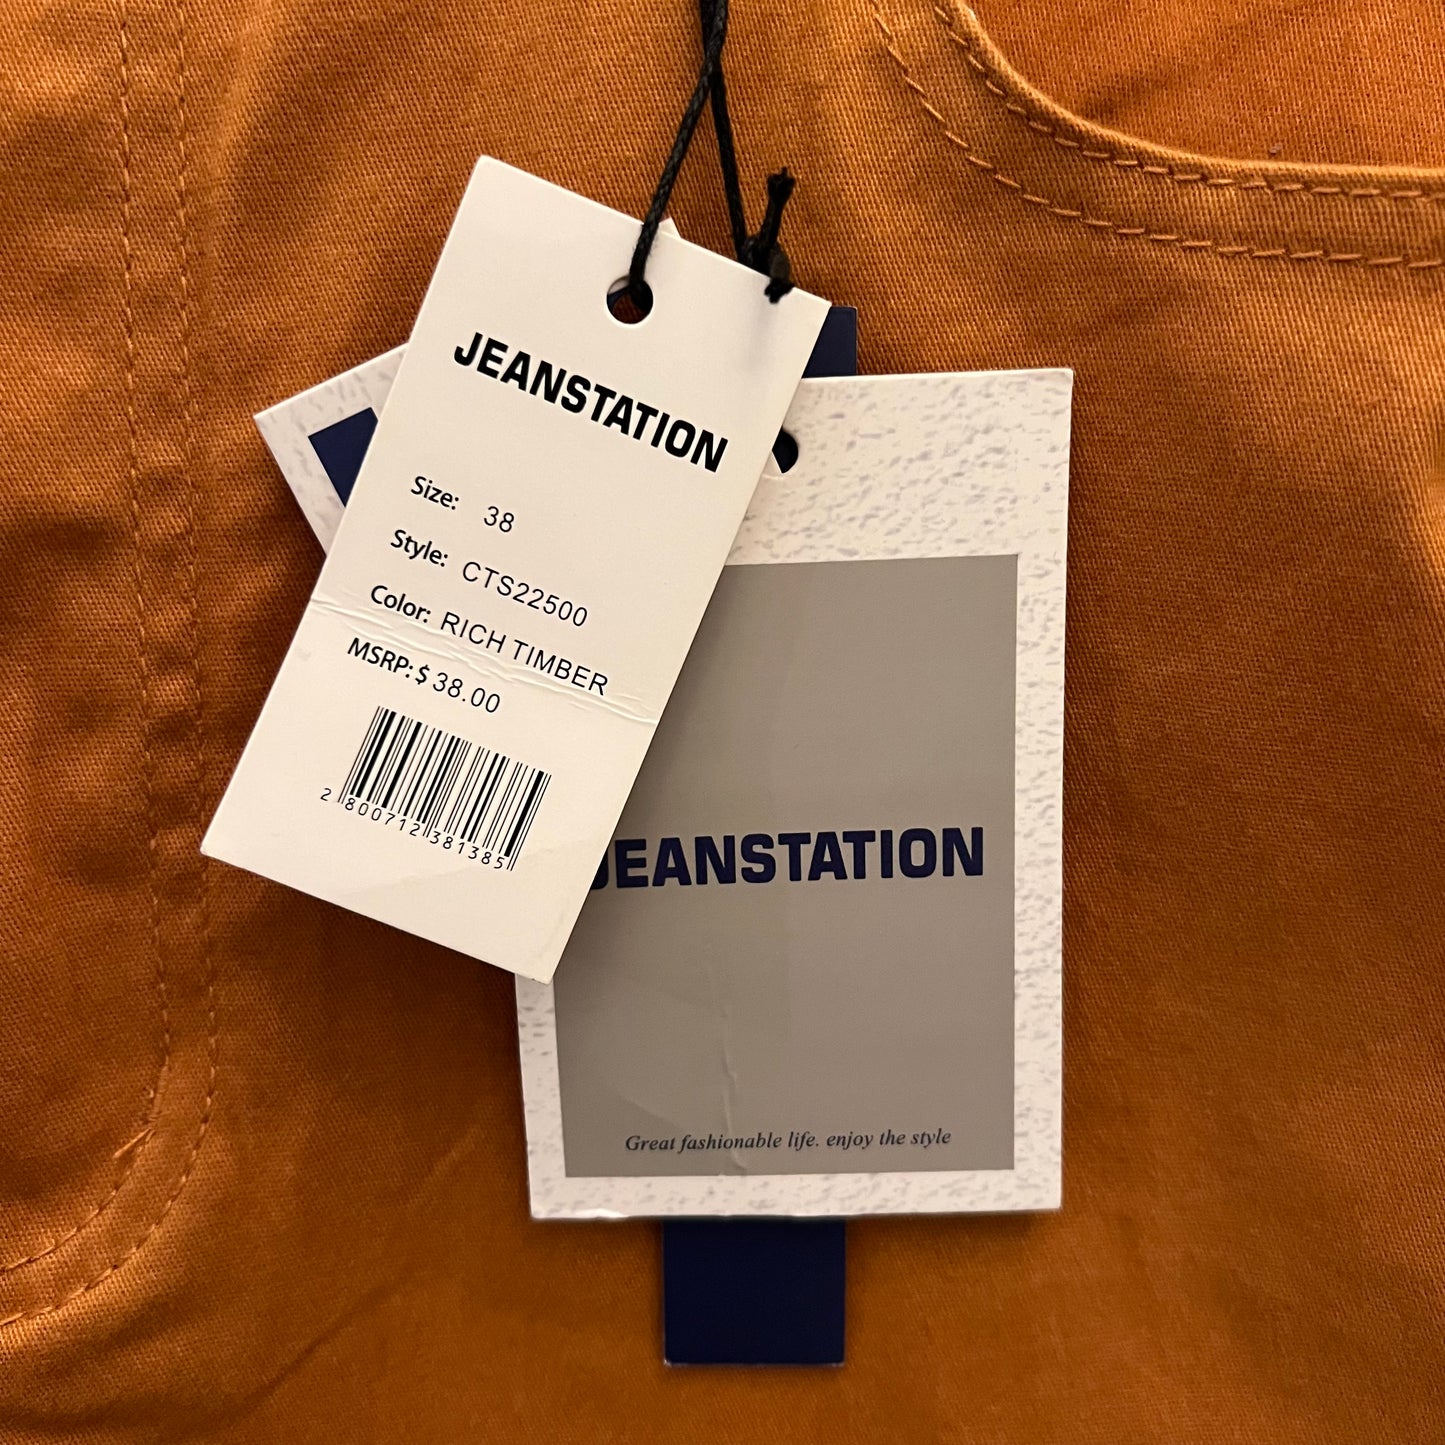 JEANSTATION
Size: 38
Style: CTS22500
Color: RICH TIMBER
MSRP: $ 38.00
2 800712 381385
JEANSTATION
Great fashionable life. enjoy the style